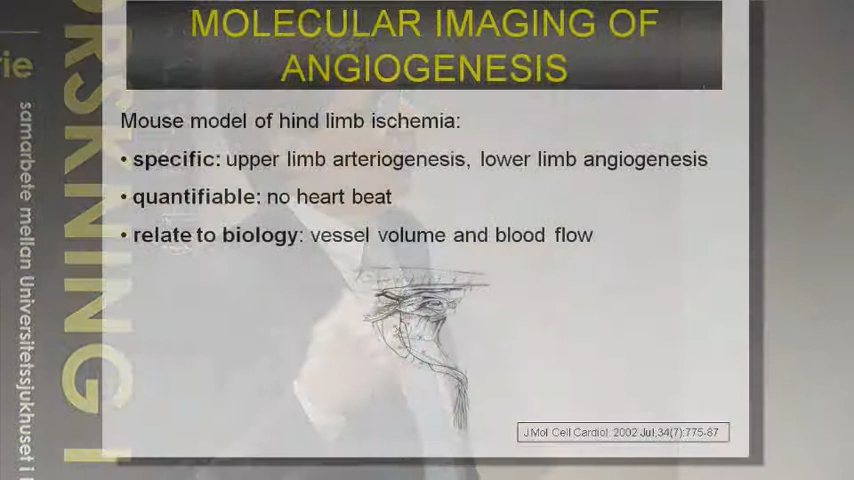 MOLECULAR IMAGING OF
ANGIOGENESIS
Mouse model of hind limb ischemia:
• specific: upper limb arteriogenesis, lower limb angiogenesis
• quantifiable: no heart beat
• relate to biology: vessel volume and blood flow
J Mol Cell Cardiol. 2002 Jul;34(7):775-87
ORSKNING I
rie
samarbete mellan Universitetssjukhuset i